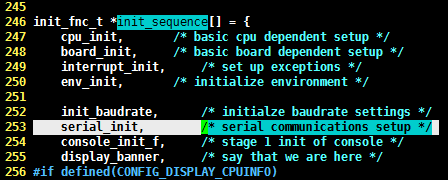 245
246 init_fnc_t *init_sequence[] = {
247     cpu_init,       /* basic cpu dependent setup */
248     board_init,     /* basic board dependent setup */
249     interrupt_init,     /* set up exceptions */
250     env_init,       /* initialize environment */
251
252     init_baudrate,      /* initialze baudrate settings */
253     serial_init,        /* serial communications setup */
254     console_init_f,     /* stage 1 init of console */
255     display_banner,     /* say that we are here */
256 #if defined(CONFIG_DISPLAY_CPUINFO)